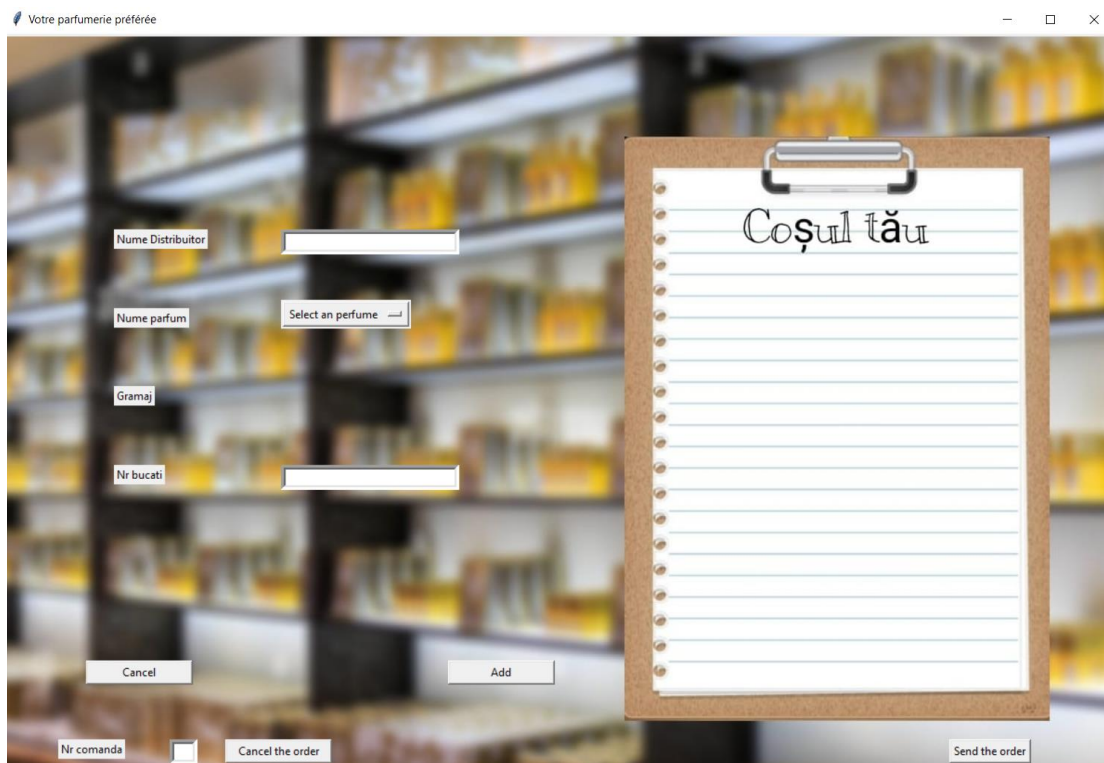 Votre parfumerie préférée
Coșul tău
Nume Distribuitor
Nume parfum
Select an perfume
Gramaj
Nr bucati
Cancel
Add
Nr comanda
Cancel the order
Send the order